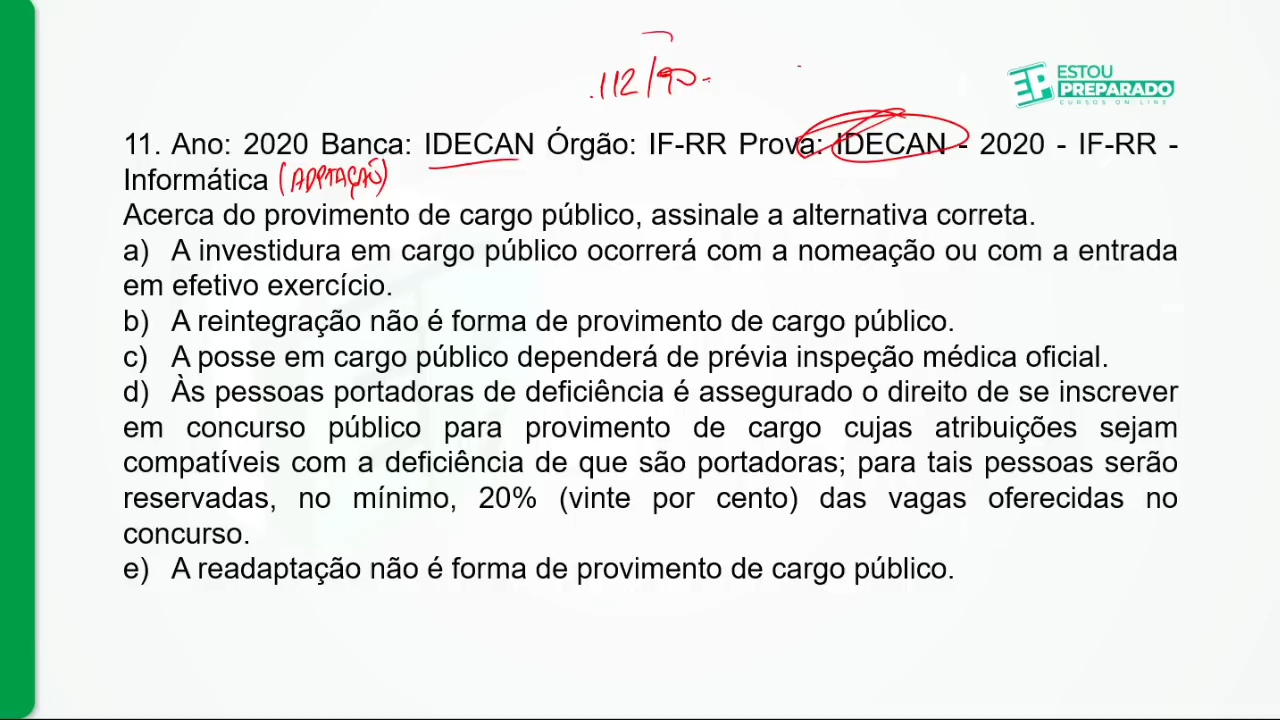 .112/90.
ESTOU
PREPARADO
CURSOS ON LINE
11. Ano: 2020 Banca: IDECAN Órgão: IF-RR Prova: IDECAN - 2020 - IF-RR -
Informática (ADPTAÇÃO)
Acerca do provimento de cargo público, assinale a alternativa correta.
a) A investidura em cargo público ocorrerá com a nomeação ou com a entrada
em efetivo exercício.
b) A reintegração não é forma de provimento de cargo público.
c) A posse em cargo público dependerá de prévia inspeção médica oficial.
d) Às pessoas portadoras de deficiência é assegurado o direito de se inscrever
em concurso público para provimento de cargo cujas atribuições sejam
compatíveis com a deficiência de que são portadoras; para tais pessoas serão
reservadas, no mínimo, 20% (vinte por cento) das vagas oferecidas no
concurso.
e) A readaptação não é forma de provimento de cargo público.